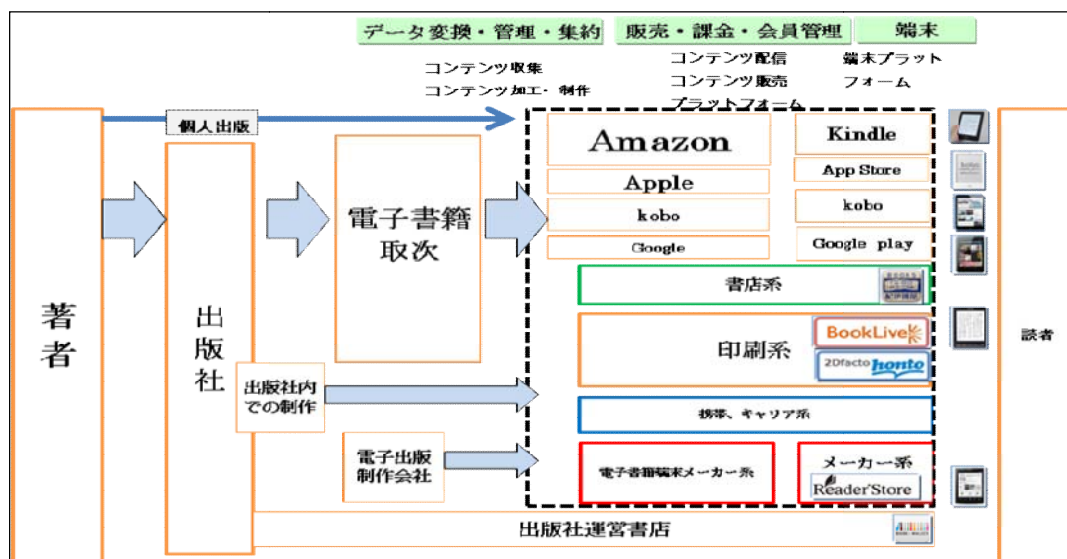 データ変換・管理・集約
販売・課金・会員管理
端末
コンテンツ収集
コンテンツ加工・制作
コンテンツ配信
コンテンツ販売
プラットフォーム
端末プラット
フォーム
個人出版
著者
出版社
電子書籍
取次
出版社内
での制作
電子出版
制作会社
Amazon
Apple
kobo
Google
Kindle
App Store
kobo
Google play
書店系
印刷系
BookLive
2Dfacto honto
携帯、キャリア系
電子書籍端末メーカー系
メーカー系
Reader Store
出版社運営書店
読者